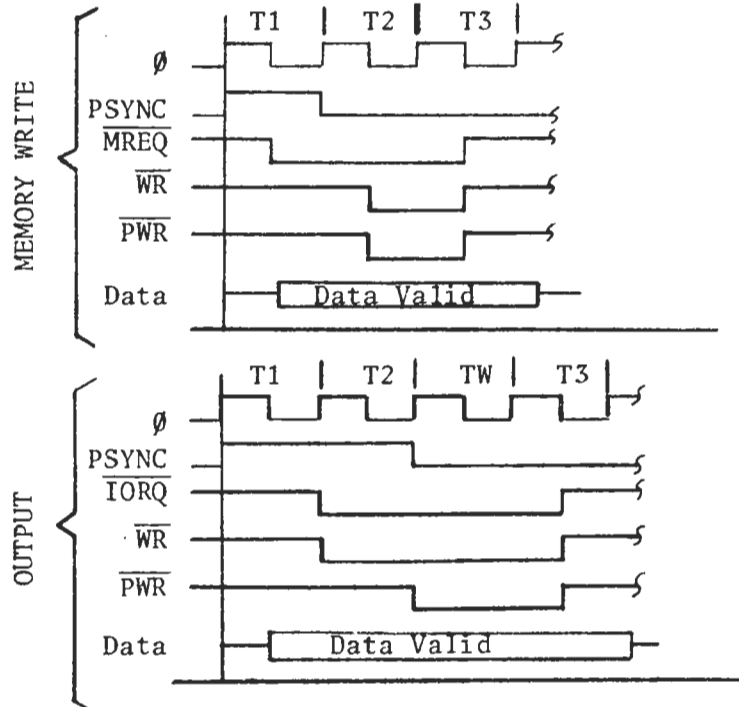 MEMORY WRITE
T1 T2 T3
Ø
PSYNC
MREQ
WR
PWR
Data Data Valid
OUTPUT
T1 T2 TW T3
Ø
PSYNC
IORQ
WR
PWR
Data Data Valid